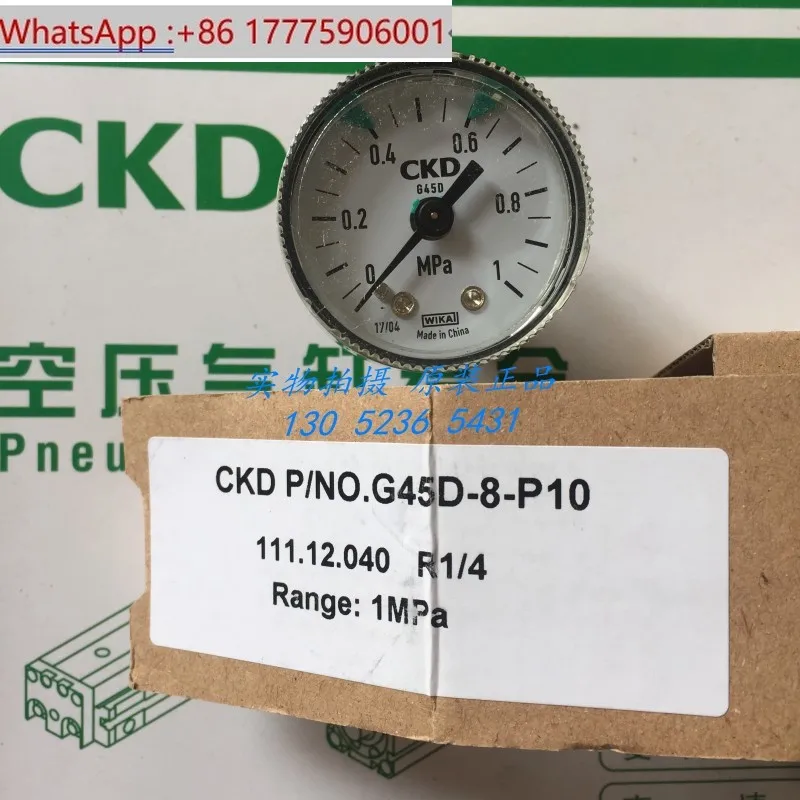 WhatsApp :+86 17775906001
CKD
0.4
0.6
CKD
G45D
0.2
0.8
0
MPa
1
17/04
WIKAI
Made in China
空压气缸
Pneu
实物拍摄 原装正品
130 5236 5431
CKD P/NO.G45D-8-P10
111.12.040 R1/4
Range: 1MPa